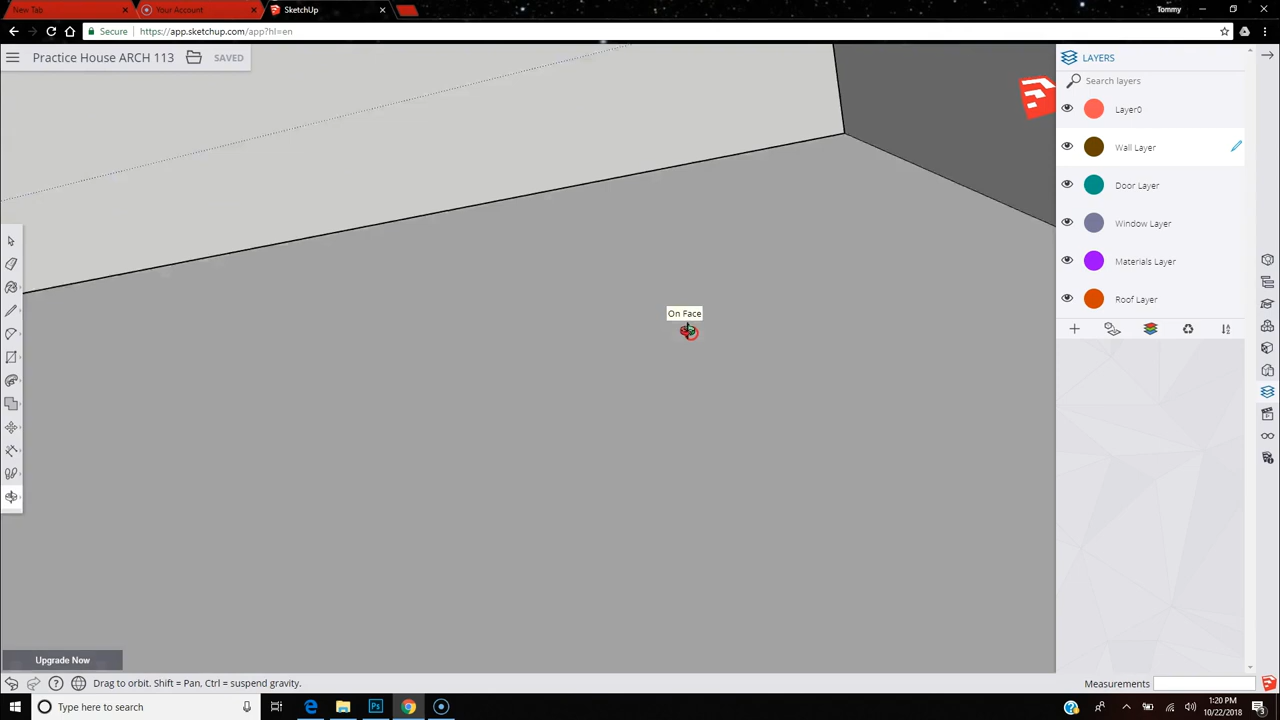 New Tab
Your Account
SketchUp
Tommy
Secure
https://app.sketchup.com/app?hl=en
Practice House ARCH 113
SAVED
LAYERS
Search layers
Layer0
Wall Layer
Door Layer
Window Layer
Materials Layer
Roof Layer
On Face
Upgrade Now
Drag to orbit. Shift = Pan, Ctrl = suspend gravity.
Measurements
Type here to search
1:20 PM
10/22/2018